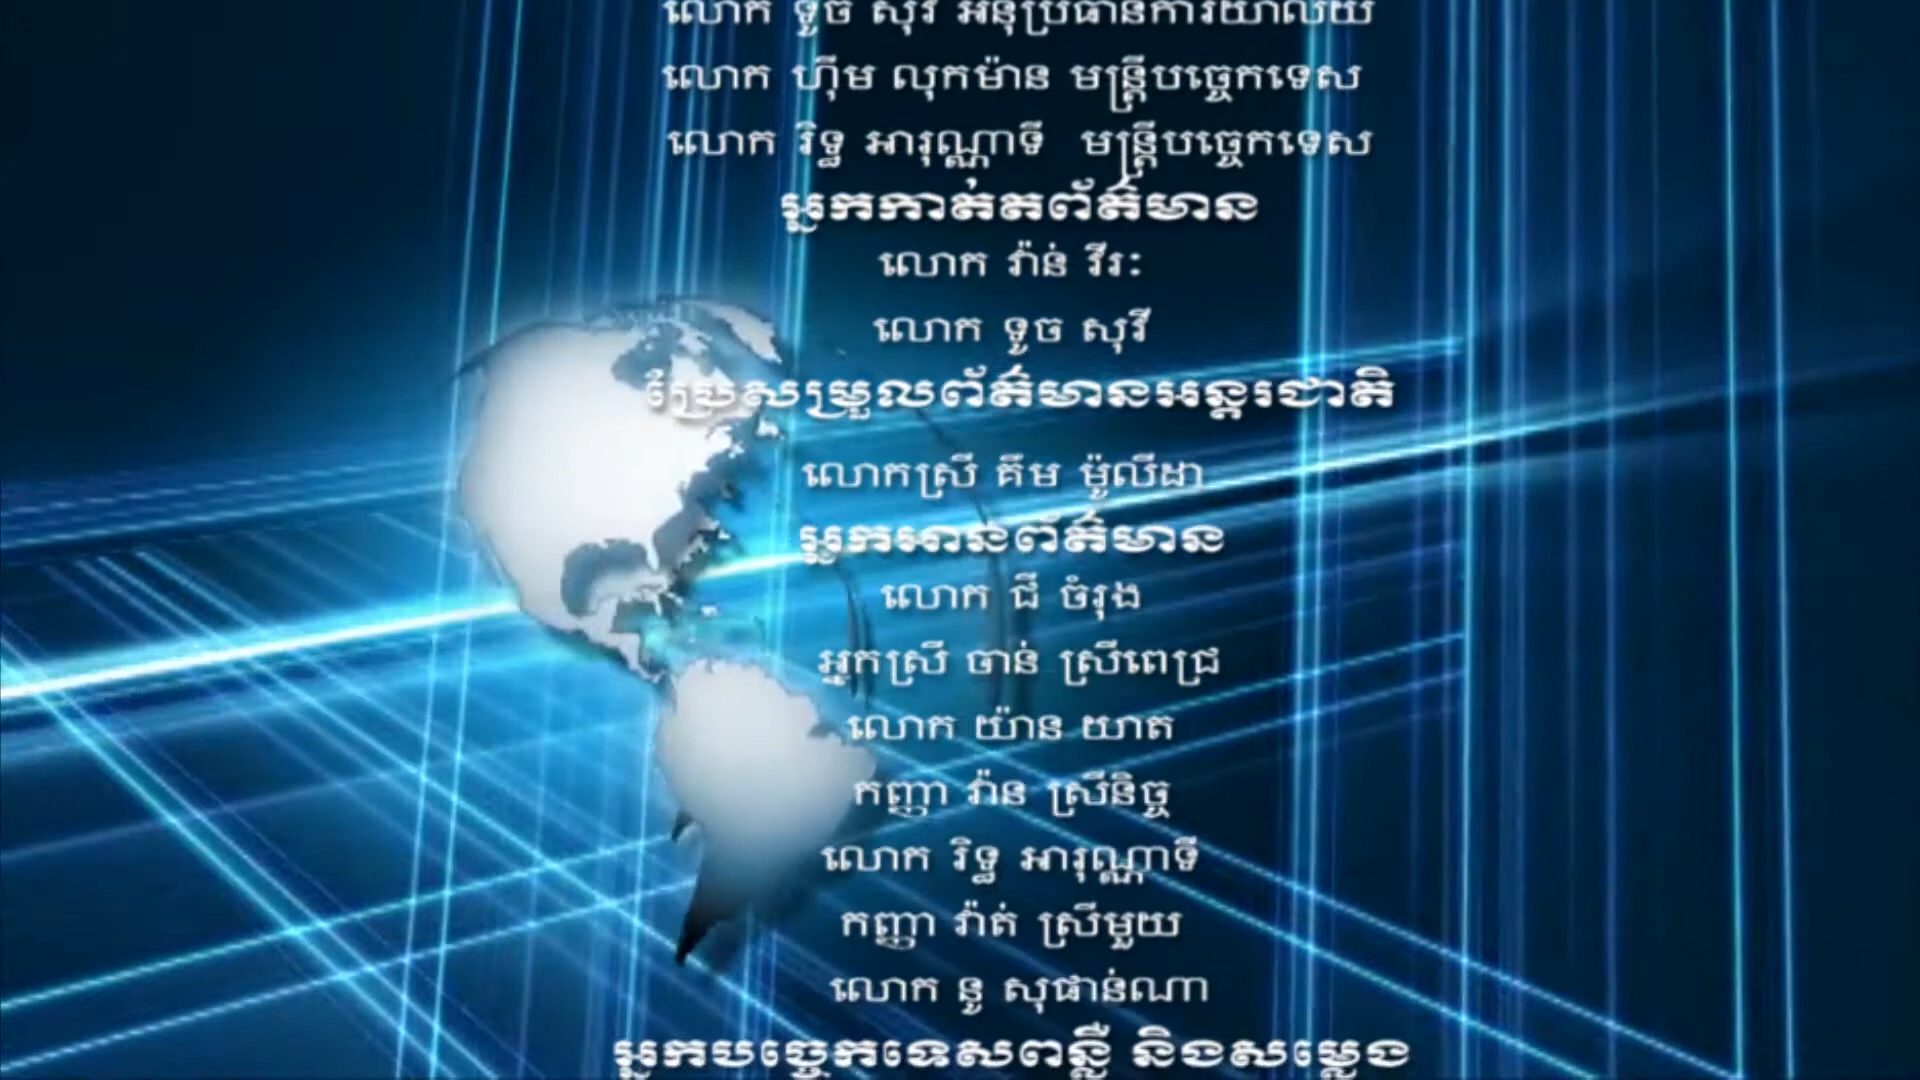 លោក ទូច សុវី អនុប្រធានការិយាល័យ
លោក ហ៊ឹម លុកម៉ាន មន្ត្រីបច្ចេកទេស
លោក រិទ្ធ អារុណ្ណាទី មន្ត្រីបច្ចេកទេស
អ្នកកាត់តព័ត៌មាន
លោក វ៉ាន់ វីរៈ
លោក ទូច សុវី
ប្រែសម្រួលព័ត៌មានអន្តរជាតិ
លោកស្រី គឹម ម៉ូលីដា
អ្នកអានព័ត៌មាន
លោក ជី ចំរុង
អ្នកស្រី ចាន់ ស្រីពេជ្រ
លោក យ៉ាន យាត
កញ្ញា វ៉ាន ស្រីនិច្ច
លោក រិទ្ធ អារុណ្ណាទី
កញ្ញា វ៉ាត់ ស្រីមួយ
លោក នូ សុផាន់ណា
អ្នកបច្ចេកទេសពន្លឺ និងសម្លេង